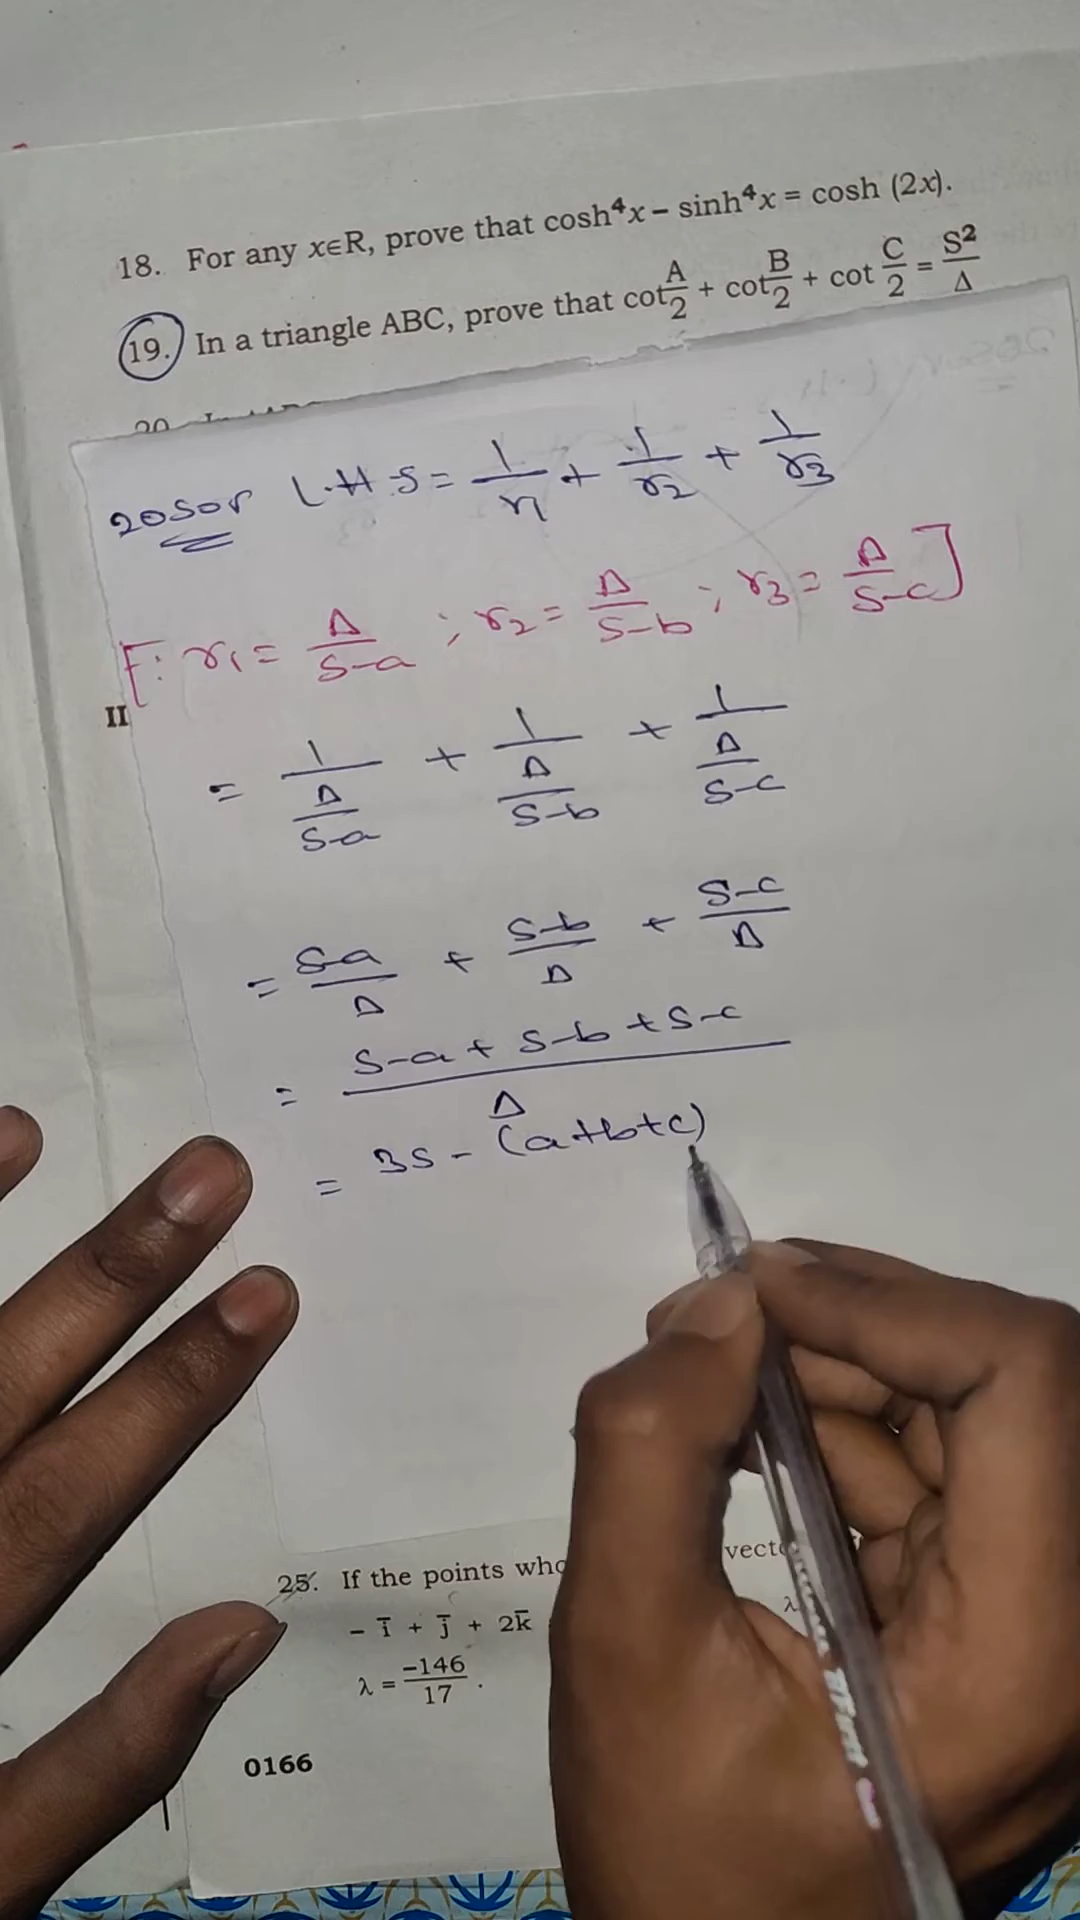 18. For any x∈R, prove that cosh⁴x – sinh⁴x = cosh (2x).
19. In a triangle ABC, prove that cot A/2 + cot B/2 + cot C/2 = S²/Δ
20
L.H.S = 1/r1 + 1/r2 + 1/r3
[∵ r1 = Δ/S-a ; r2 = Δ/S-b ; r3 = Δ/S-c]
II
= 1/(Δ/S-a) + 1/(Δ/S-b) + 1/(Δ/S-c)
= S-a/Δ + S-b/Δ + S-c/Δ
= S-a + S-b + S-c / Δ
= 3S - (a+b+c)
25. If the points who
– i̅ + j̅ + 2k̅
λ
λ = –146/17 .
0166